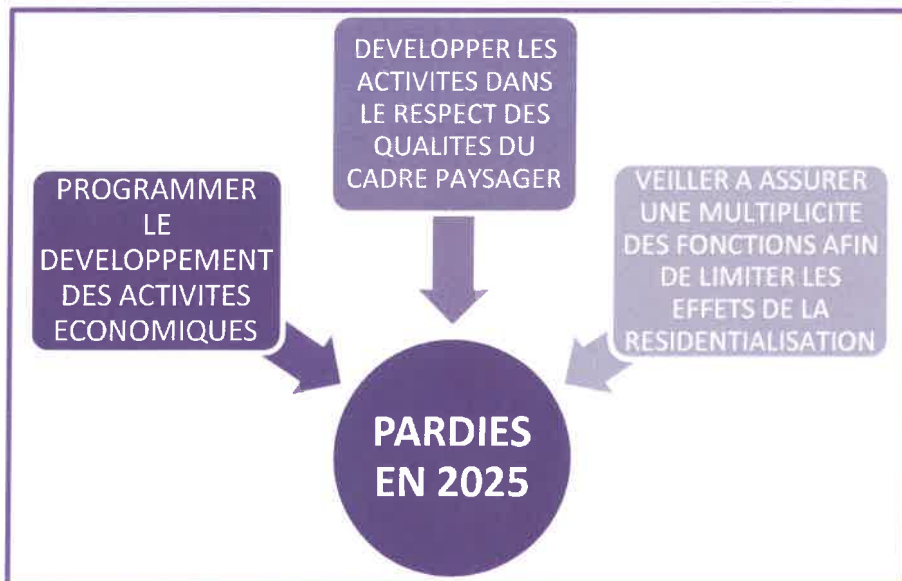 DEVELOPPER LES
ACTIVITES DANS
LE RESPECT DES
QUALITES DU
CADRE PAYSAGER
PROGRAMMER
LE
DEVELOPPEMENT
DES ACTIVITES
ECONOMIQUES
VEILLER A ASSURER
UNE MULTIPLICITE
DES FONCTIONS AFIN
DE LIMITER LES
EFFETS DE LA
RESIDENTIALISATION
PARDIES
EN 2025